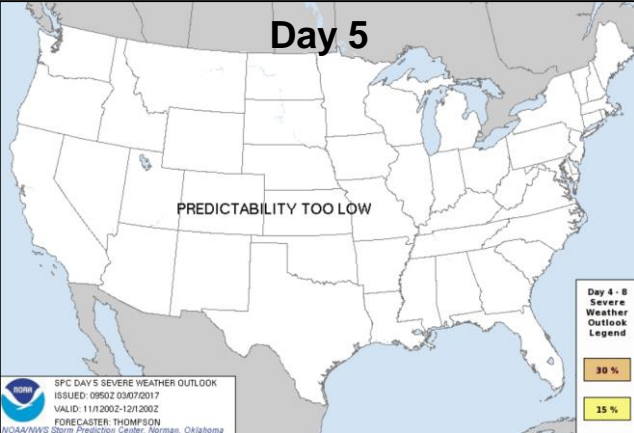 Day 5
PREDICTABILITY TOO LOW
Day 4 - 8
Severe
Weather
Outlook
Legend
30 %
15 %
NOAA
SPC DAY 5 SEVERE WEATHER OUTLOOK
ISSUED: 0950Z 03/07/2017
VALID: 11/1200Z-12/1200Z
FORECASTER: THOMPSON
NOAA/NWS Storm Prediction Center, Norman, Oklahoma